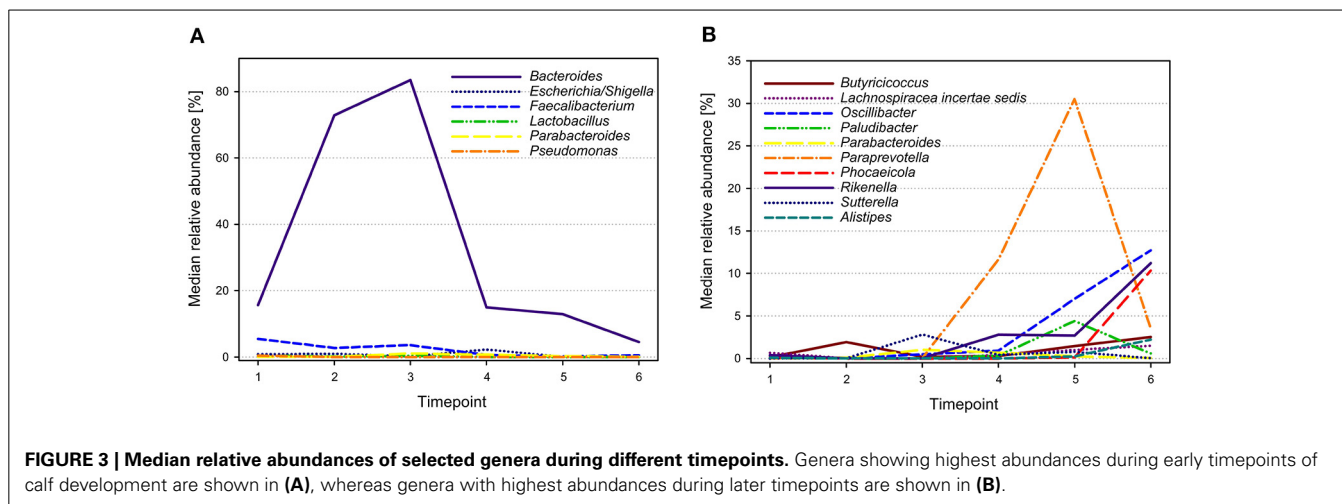 A
Median relative abundance [%]
80
60
40
20
0
Bacteroides
Escherichia/Shigella
Faecalibacterium
Lactobacillus
Parabacteroides
Pseudomonas
1 2 3 4 5 6
Timepoint
B
Median relative abundance [%]
35
30
25
20
15
10
5
0
Butyricicoccus
Lachnospiracea incertae sedis
Oscillibacter
Paludibacter
Parabacteroides
Paraprevotella
Phocaeicola
Rikenella
Sutterella
Alistipes
1 2 3 4 5 6
Timepoint
FIGURE 3 | Median relative abundances of selected genera during different timepoints. Genera showing highest abundances during early timepoints of
calf development are shown in (A), whereas genera with highest abundances during later timepoints are shown in (B).